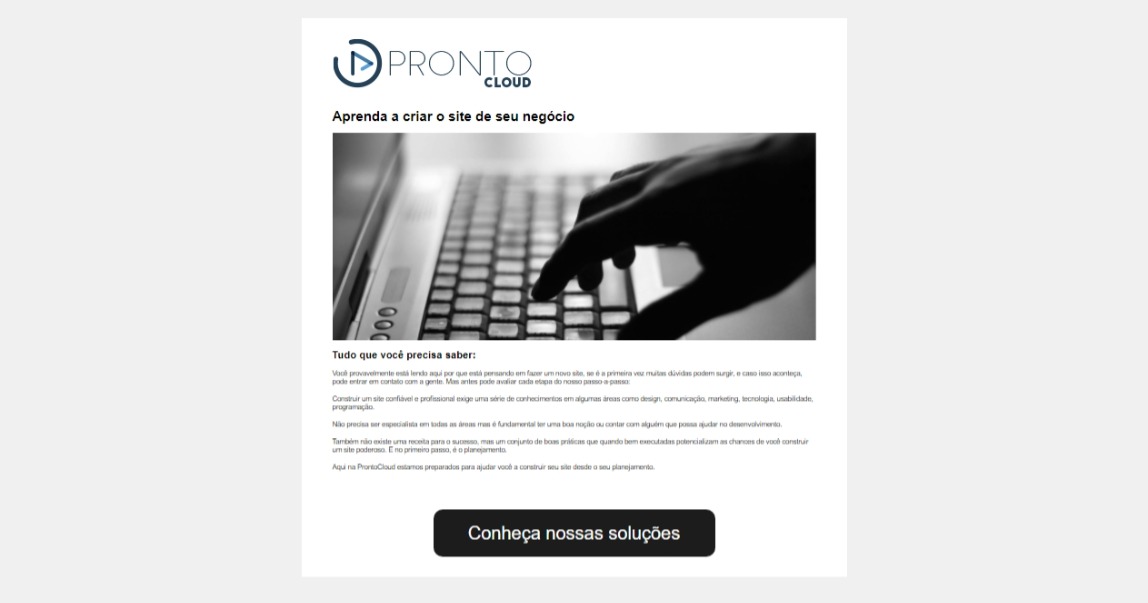 PRONTO
CLOUD
Aprenda a criar o site de seu negócio
Tudo que você precisa saber:
Você provavelmente está lendo aqui por que está pensando em fazer um novo site, se é a primeira vez muitas dúvidas podem surgir, e caso isso aconteça,
pode entrar em contato com a gente. Mas antes pode avaliar cada etapa do nosso passo-a-passo:
Construir um site confiável e profissional exige uma série de conhecimentos em algumas áreas como design, comunicação, marketing, tecnologia, usabilidade,
programação.
Não precisa ser especialista em todas as áreas mas é fundamental ter uma boa noção ou contar com alguém que possa ajudar no desenvolvimento.
Também não existe uma receita para o sucesso, mas um conjunto de boas práticas que quando bem executadas potencializam as chances de você construir
um site poderoso. E no primeiro passo, é o planejamento.
Aqui na ProntoCloud estamos preparados para ajudar você a construir seu site desde o seu planejamento.
Conheça nossas soluções